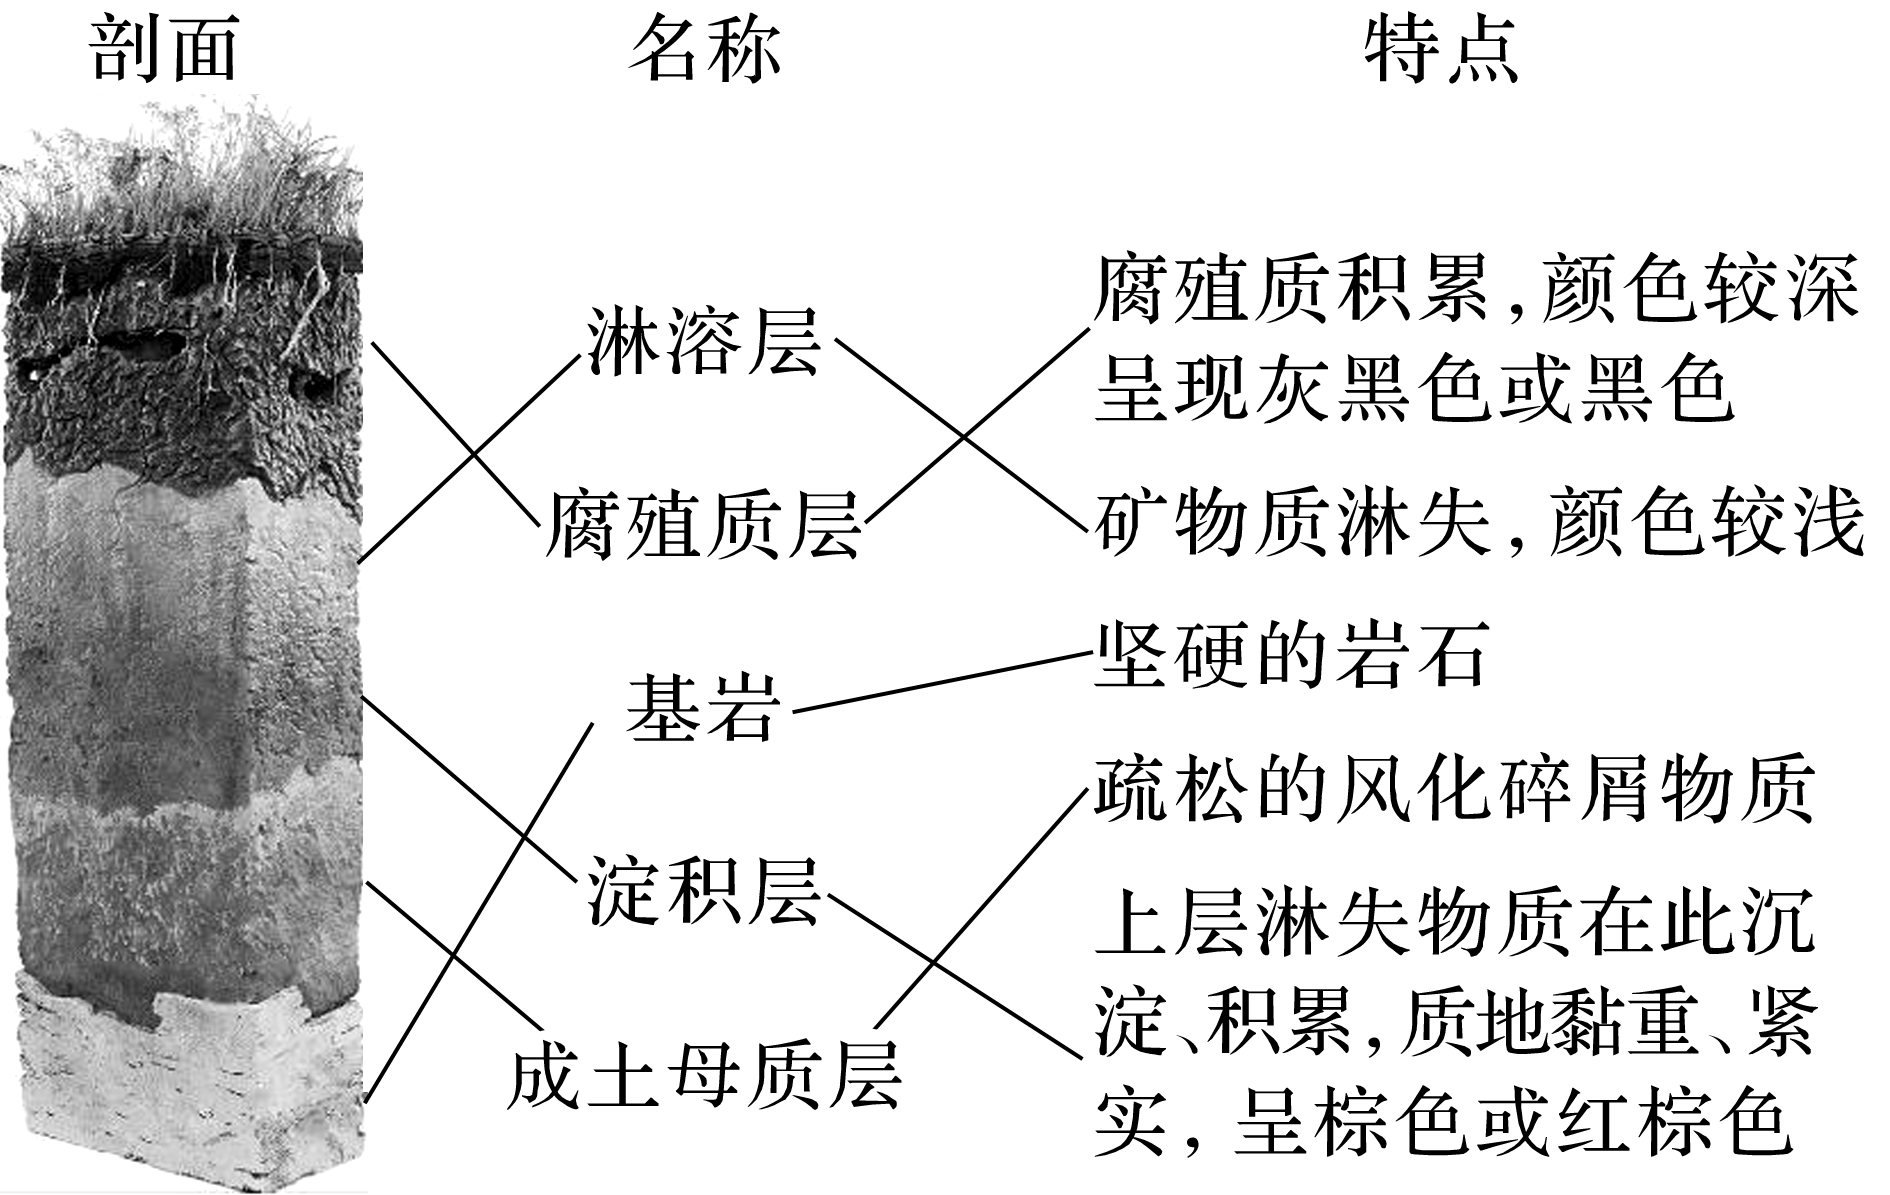 剖面 名称 特点
淋溶层
腐殖质层
基岩
淀积层
成土母质层
腐殖质积累,颜色较深
呈现灰黑色或黑色
矿物质淋失,颜色较浅
坚硬的岩石
疏松的风化碎屑物质
上层淋失物质在此沉
淀、积累,质地黏重、紧
实,呈棕色或红棕色